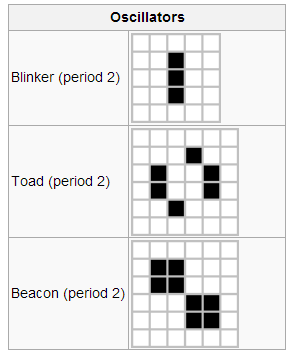 Oscillators
Blinker (period 2)
Toad (period 2)
Beacon (period 2)